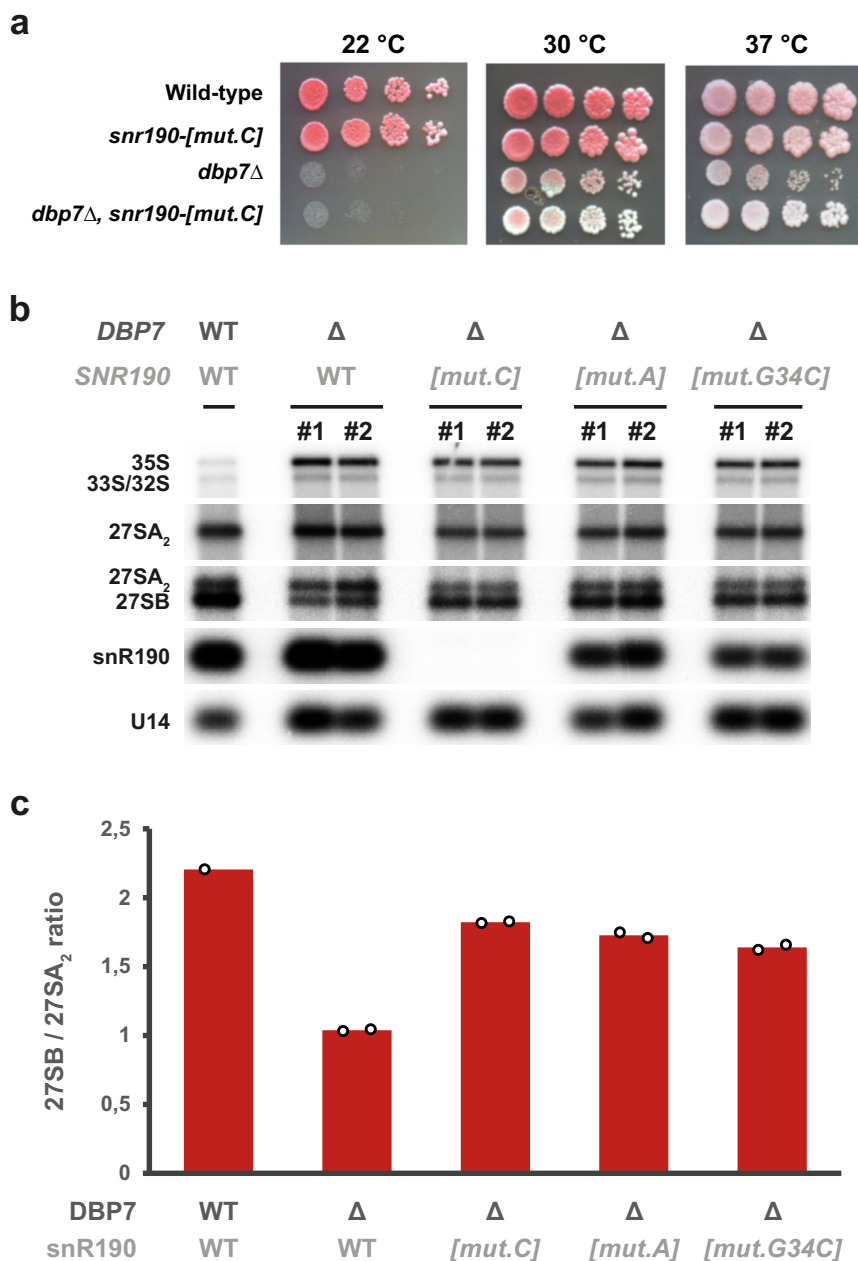 a
22 °C 30 °C 37 °C
Wild-type
snr190-[mut.C]
dbp7Δ
dbp7Δ, snr190-[mut.C]
b
DBP7 WT Δ Δ Δ Δ
SNR190 WT WT [mut.C] [mut.A] [mut.G34C]
#1 #2 #1 #2 #1 #2 #1 #2
35S
33S/32S
27SA₂
27SA₂
27SB
snR190
U14
c
27SB / 27SA₂ ratio
2,5
2
1,5
1
0,5
0
DBP7 WT Δ Δ Δ Δ
snR190 WT WT [mut.C] [mut.A] [mut.G34C]